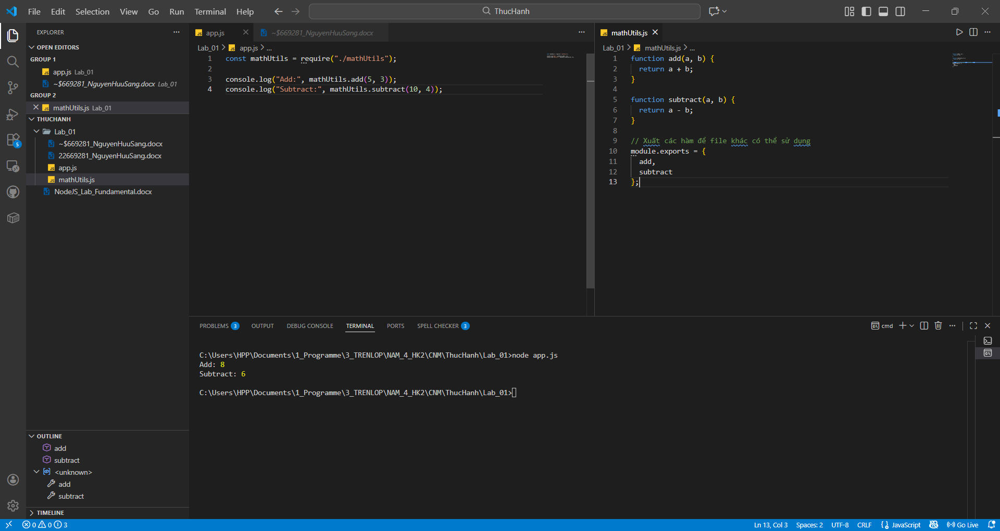 File Edit Selection View Go Run Terminal Help
ThucHanh
EXPLORER
OPEN EDITORS
GROUP 1
app.js Lab_01
~$669281_NguyenHuuSang.docx Lab_01
GROUP 2
mathUtils.js Lab_01
THUCHANH
Lab_01
~$669281_NguyenHuuSang.docx
22669281_NguyenHuuSang.docx
app.js
mathUtils.js
NodeJS_Lab_Fundamental.docx
5
OUTLINE
add
subtract
<unknown>
add
subtract
TIMELINE
app.js
~$669281_NguyenHuuSang.docx
Lab_01 > app.js > ...
1 const mathUtils = require("./mathUtils");
2
3 console.log("Add:", mathUtils.add(5, 3));
4 console.log("Subtract:", mathUtils.subtract(10, 4));
mathUtils.js
Lab_01 > mathUtils.js > ...
1 function add(a, b) {
2 return a + b;
3 }
4
5 function subtract(a, b) {
6 return a - b;
7 }
8
9 // Xuất các hàm để file khác có thể sử dụng
10 module.exports = {
11 add,
12 subtract
13 };
PROBLEMS 3 OUTPUT DEBUG CONSOLE TERMINAL PORTS SPELL CHECKER 3
cmd
C:\Users\HPP\Documents\1_Programme\3_TRENLOP\NAM_4_HK2\CNM\ThucHanh\Lab_01>node app.js
Add: 8
Subtract: 6
C:\Users\HPP\Documents\1_Programme\3_TRENLOP\NAM_4_HK2\CNM\ThucHanh\Lab_01>
0 0 3
Ln 13, Col 3 Spaces: 2 UTF-8 CRLF { } JavaScript Go Live